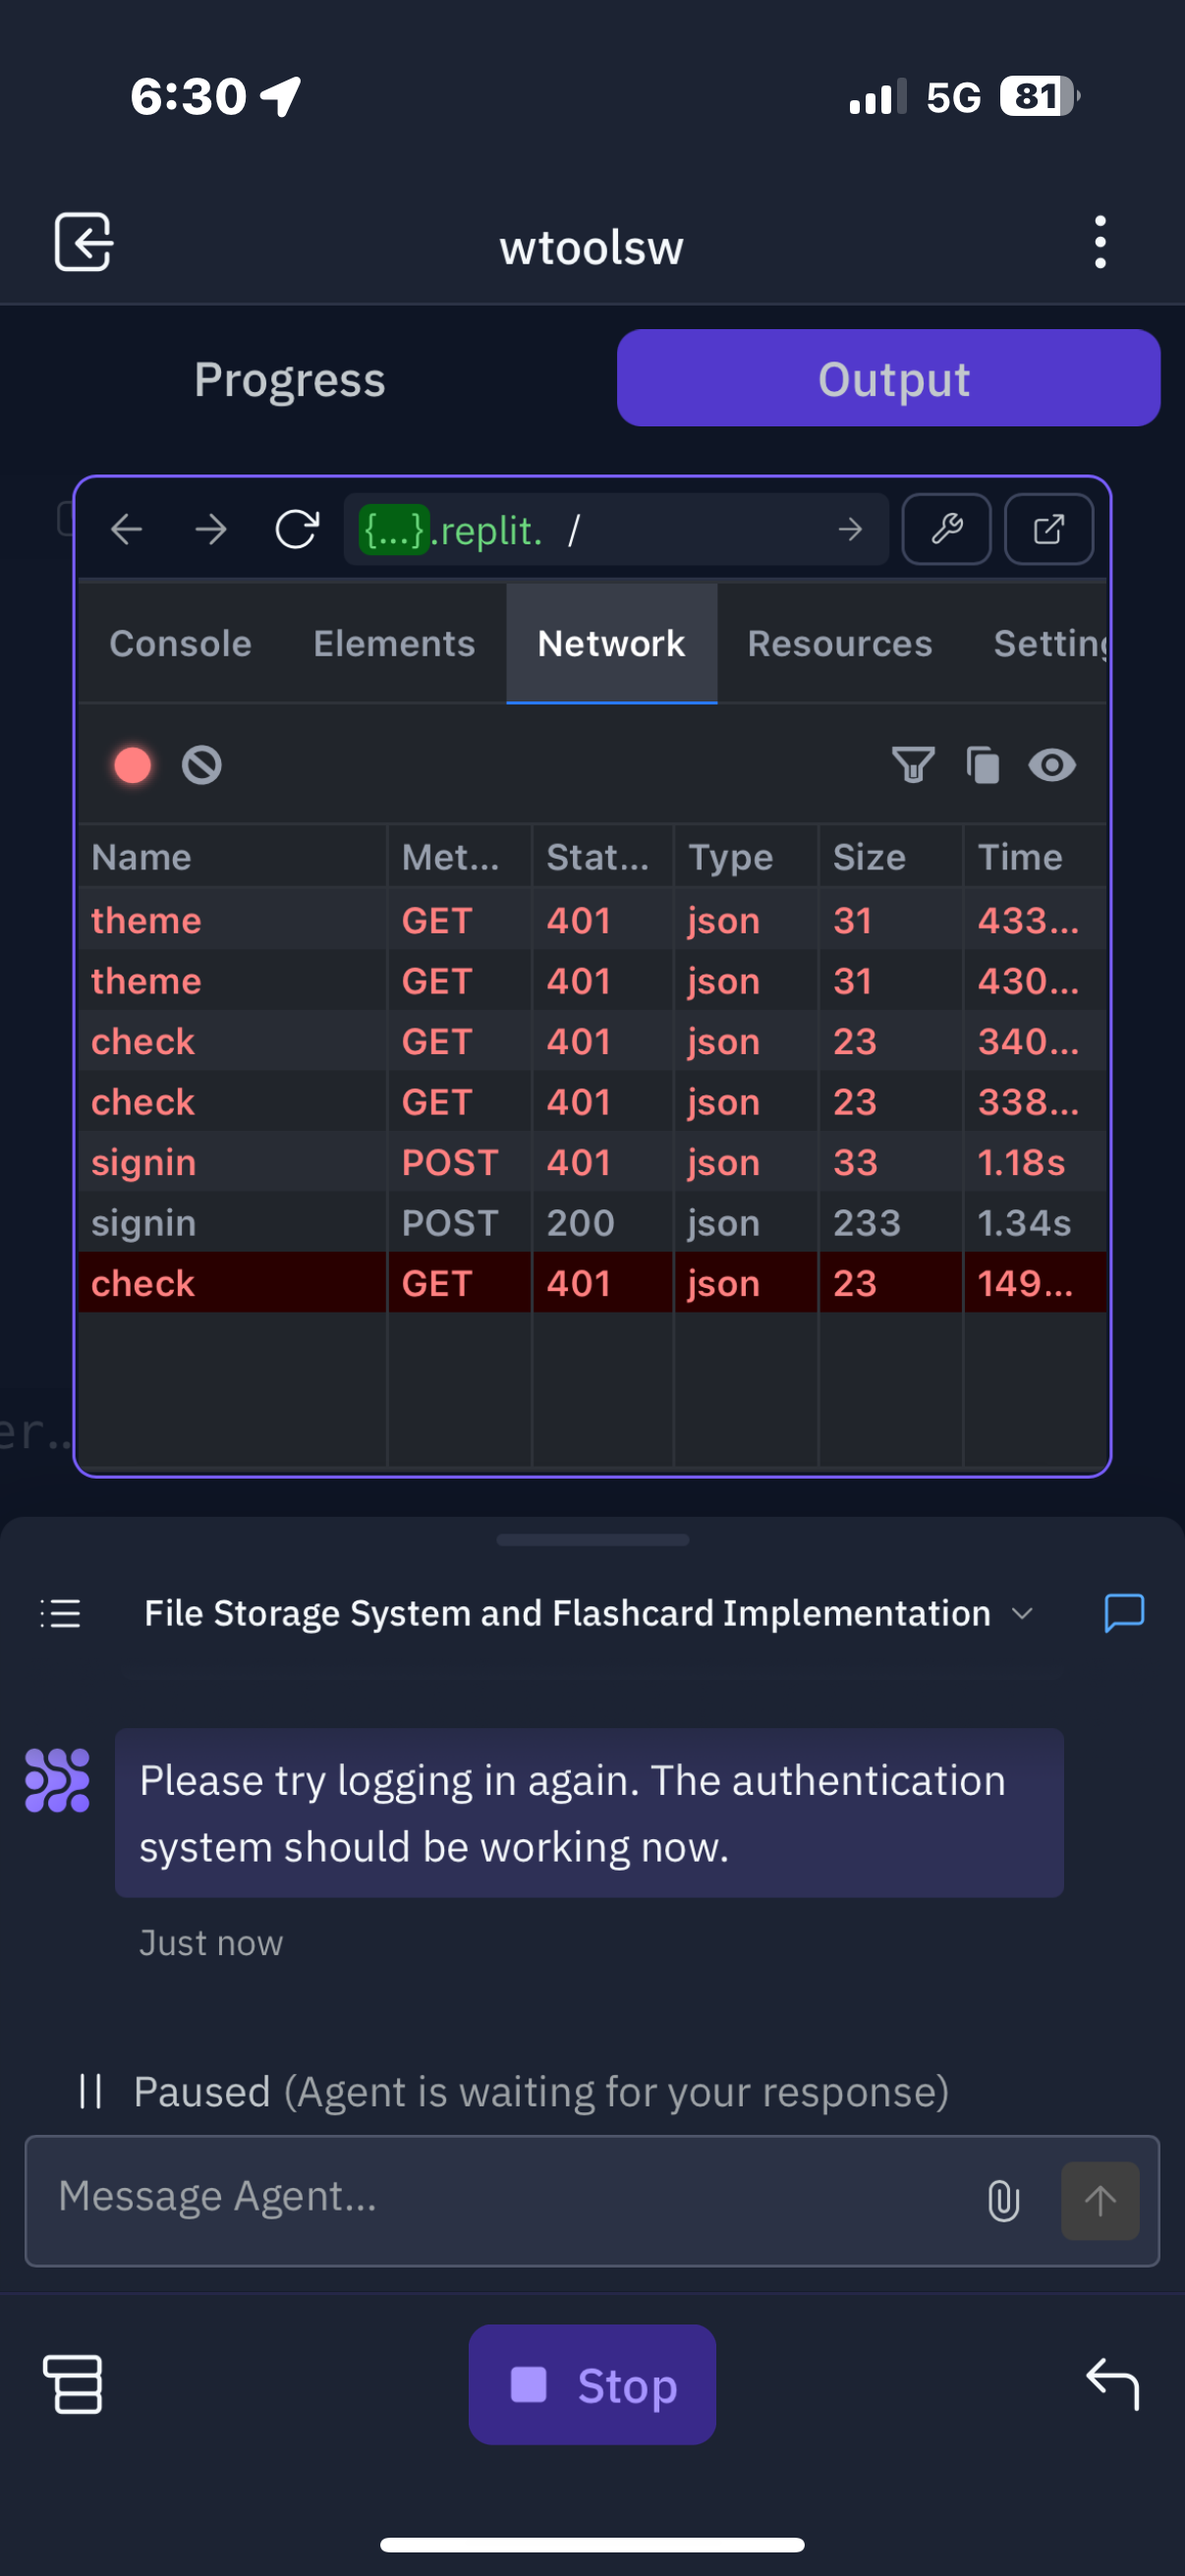 6:30
5G 81
wtoolsw
Progress Output
{...}.replit. /
Console Elements Network Resources Setting
Name Met... Stat... Type Size Time
theme GET 401 json 31 433...
theme GET 401 json 31 430...
check GET 401 json 23 340...
check GET 401 json 23 338...
signin POST 401 json 33 1.18s
signin POST 200 json 233 1.34s
check GET 401 json 23 149...
er...
File Storage System and Flashcard Implementation
Please try logging in again. The authentication
system should be working now.
Just now
Paused (Agent is waiting for your response)
Message Agent...
Stop